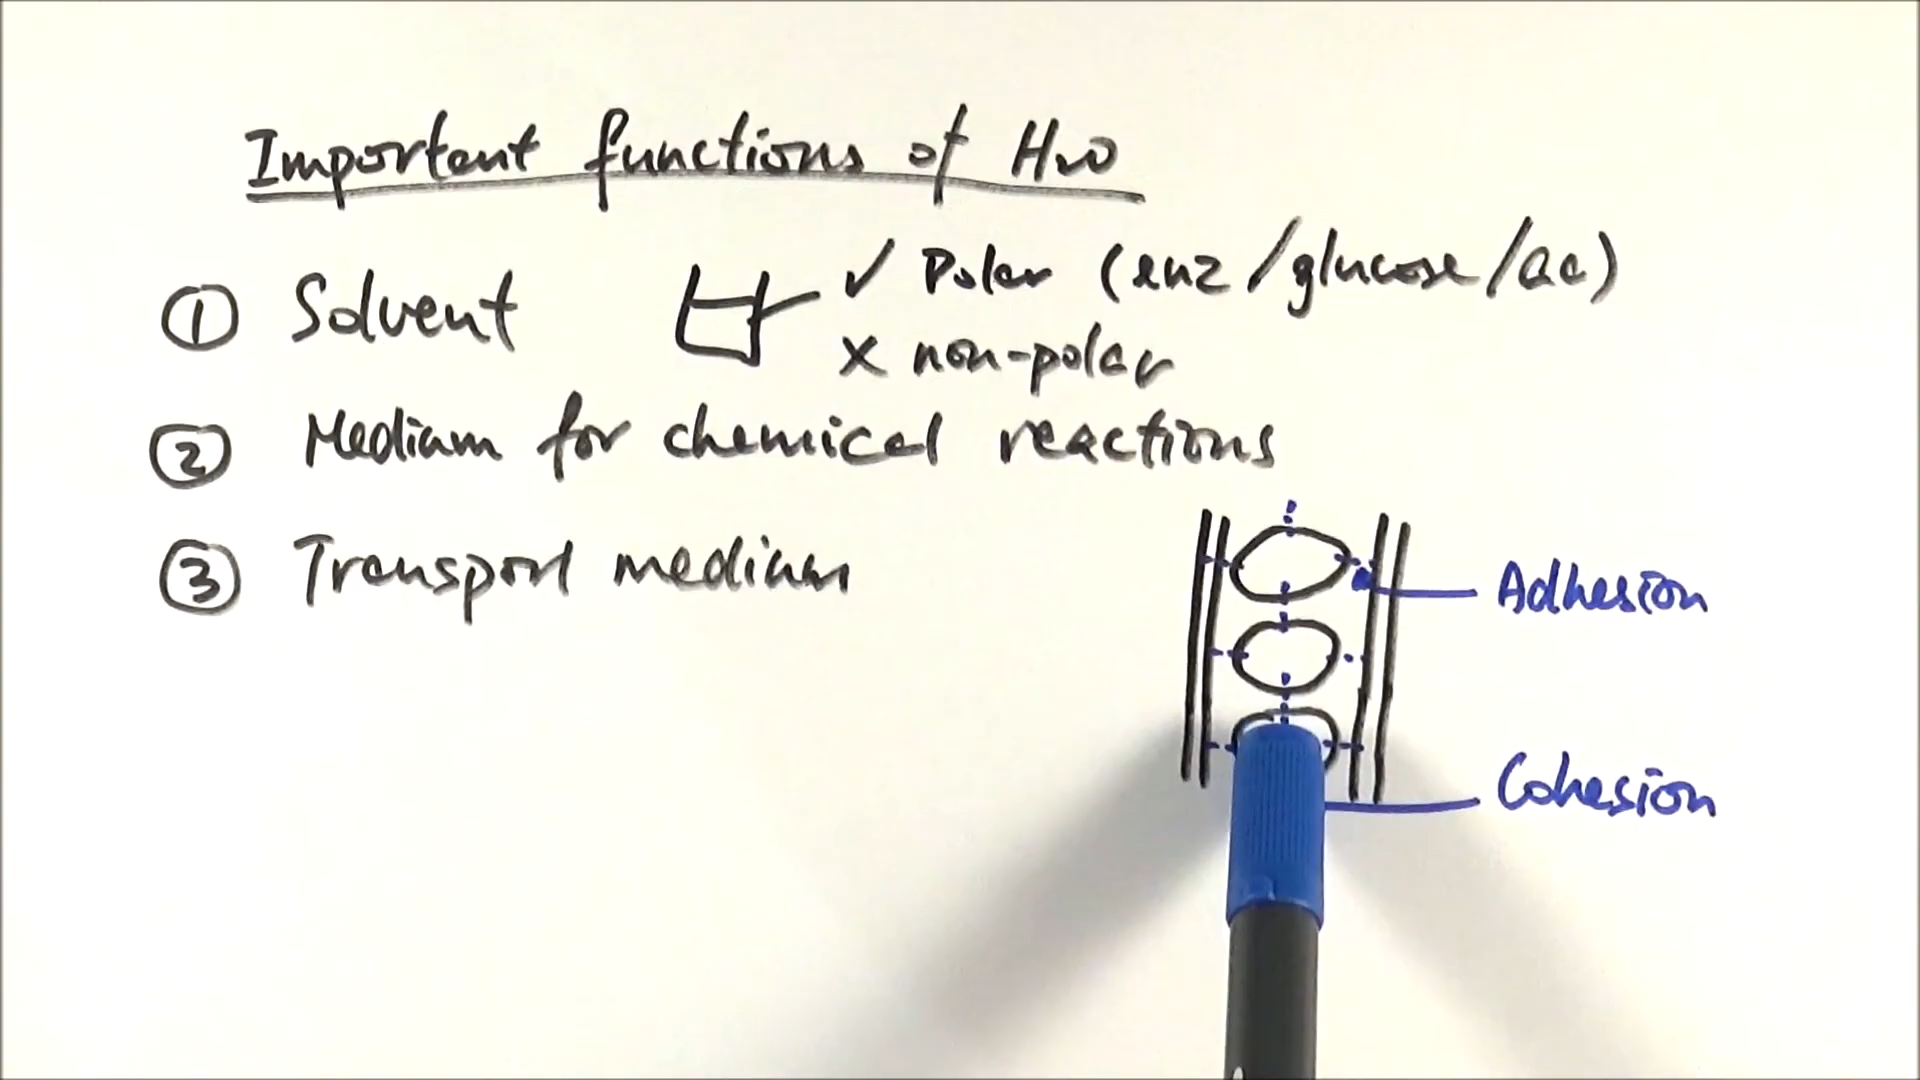 Important functions of H2O
① Solvent ✓ Polar (enz/glucose/aa)
x non-polar
② Medium for chemical reactions
③ Transport medium
Adhesion
Cohesion